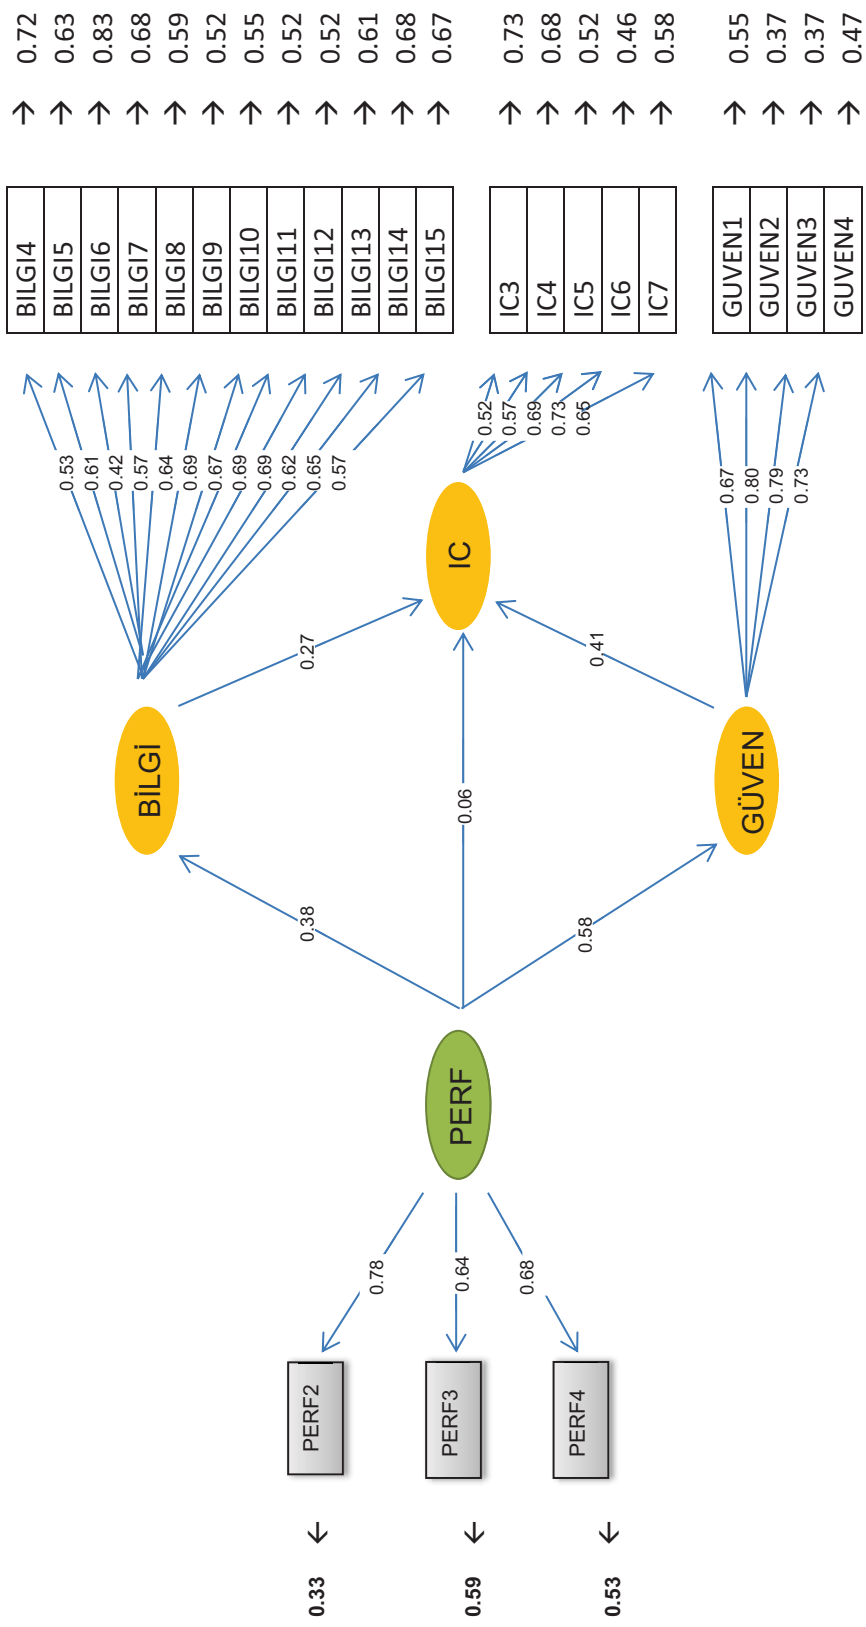 0.33
PERF2
0.59
PERF3
0.53
PERF4
0.78
0.64
0.68
PERF
0.38
0.06
0.58
BİLGİ
GÜVEN
0.27
0.41
IC
0.53
0.61
0.42
0.57
0.64
0.69
0.67
0.69
0.69
0.62
0.65
0.57
0.52
0.57
0.69
0.73
0.65
0.67
0.80
0.79
0.73
BILGI4 → 0.72
BILGI5 → 0.63
BILGI6 → 0.83
BILGI7 → 0.68
BILGI8 → 0.59
BILGI9 → 0.52
BILGI10 → 0.55
BILGI11 → 0.52
BILGI12 → 0.52
BILGI13 → 0.61
BILGI14 → 0.68
BILGI15 → 0.67
IC3 → 0.73
IC4 → 0.68
IC5 → 0.52
IC6 → 0.46
IC7 → 0.58
GUVEN1 → 0.55
GUVEN2 → 0.37
GUVEN3 → 0.37
GUVEN4 → 0.47